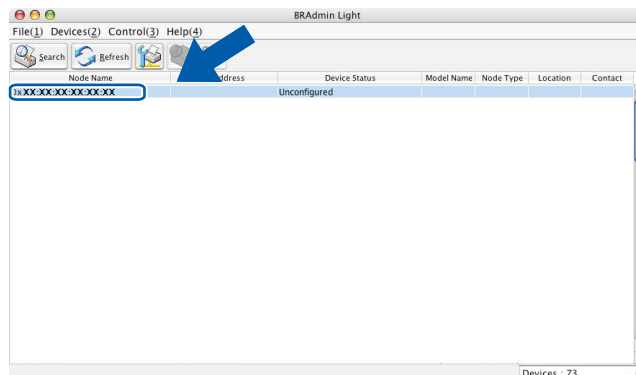 BRAdmin Light
File(1) Devices(2) Control(3) Help(4)
Search Refresh
Node Name Device Status Model Name Node Type Location Contact
XX:XX:XX:XX:XX:XX Unconfigured
Devices : 73